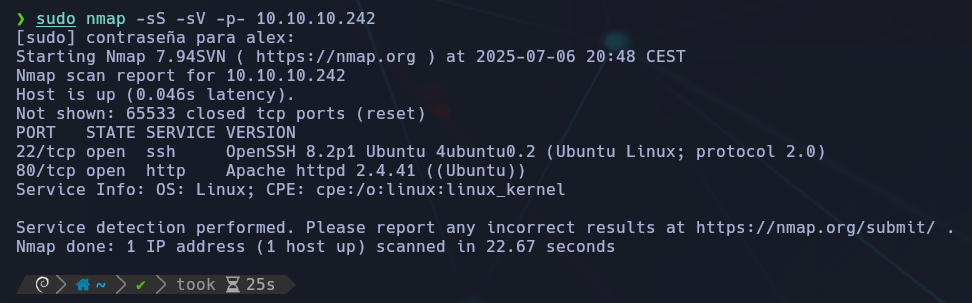 ❯ sudo nmap -sS -sV -p- 10.10.10.242
[sudo] contraseña para alex:
Starting Nmap 7.94SVN ( https://nmap.org ) at 2025-07-06 20:48 CEST
Nmap scan report for 10.10.10.242
Host is up (0.046s latency).
Not shown: 65533 closed tcp ports (reset)
PORT   STATE SERVICE VERSION
22/tcp open  ssh     OpenSSH 8.2p1 Ubuntu 4ubuntu0.2 (Ubuntu Linux; protocol 2.0)
80/tcp open  http    Apache httpd 2.4.41 ((Ubuntu))
Service Info: OS: Linux; CPE: cpe:/o:linux:linux_kernel

Service detection performed. Please report any incorrect results at https://nmap.org/submit/ .
Nmap done: 1 IP address (1 host up) scanned in 22.67 seconds

~ ✔ took 25s